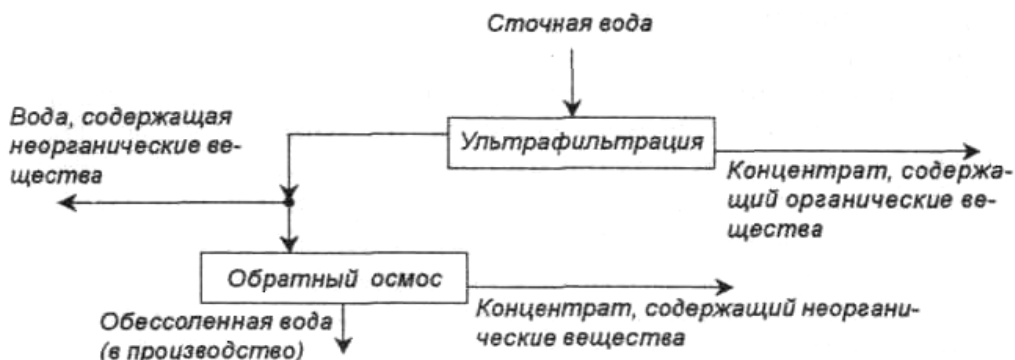 Сточная вода
Вода, содержащая
неорганические ве-
щества
Ультрафильтрация
Концентрат, содержа-
щий органические ве-
щества
Обратный осмос
Концентрат, содержащий неоргани-
ческие вещества
Обессоленная вода
(в производство)